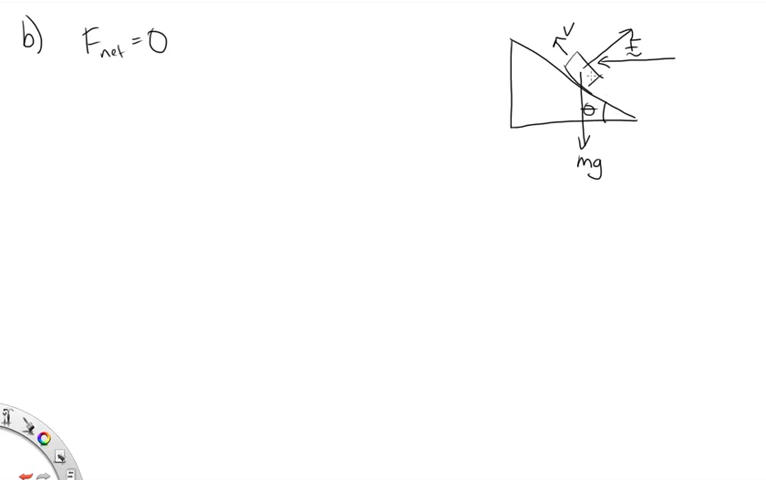 b) F_net = 0
v
F
θ
mg